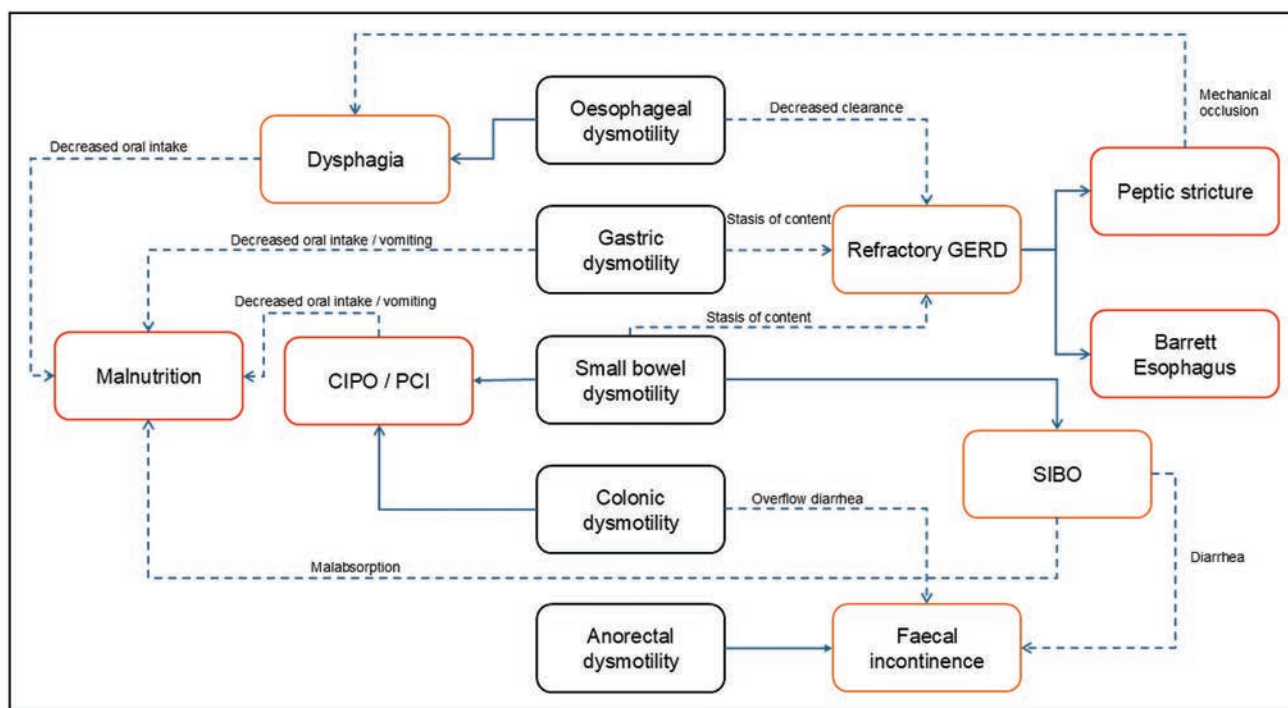 Mechanical
occlusion
Oesophageal
dysmotility
Decreased clearance
Decreased oral intake
Dysphagia
Peptic stricture
Stasis of content
Decreased oral intake / vomiting
Gastric
dysmotility
Refractory GERD
Decreased oral intake / vomiting
Stasis of content
Malnutrition
CIPO / PCI
Small bowel
dysmotility
Barrett
Esophagus
SIBO
Colonic
dysmotility
Overflow diarrhea
Malabsorption
Diarrhea
Anorectal
dysmotility
Faecal
incontinence